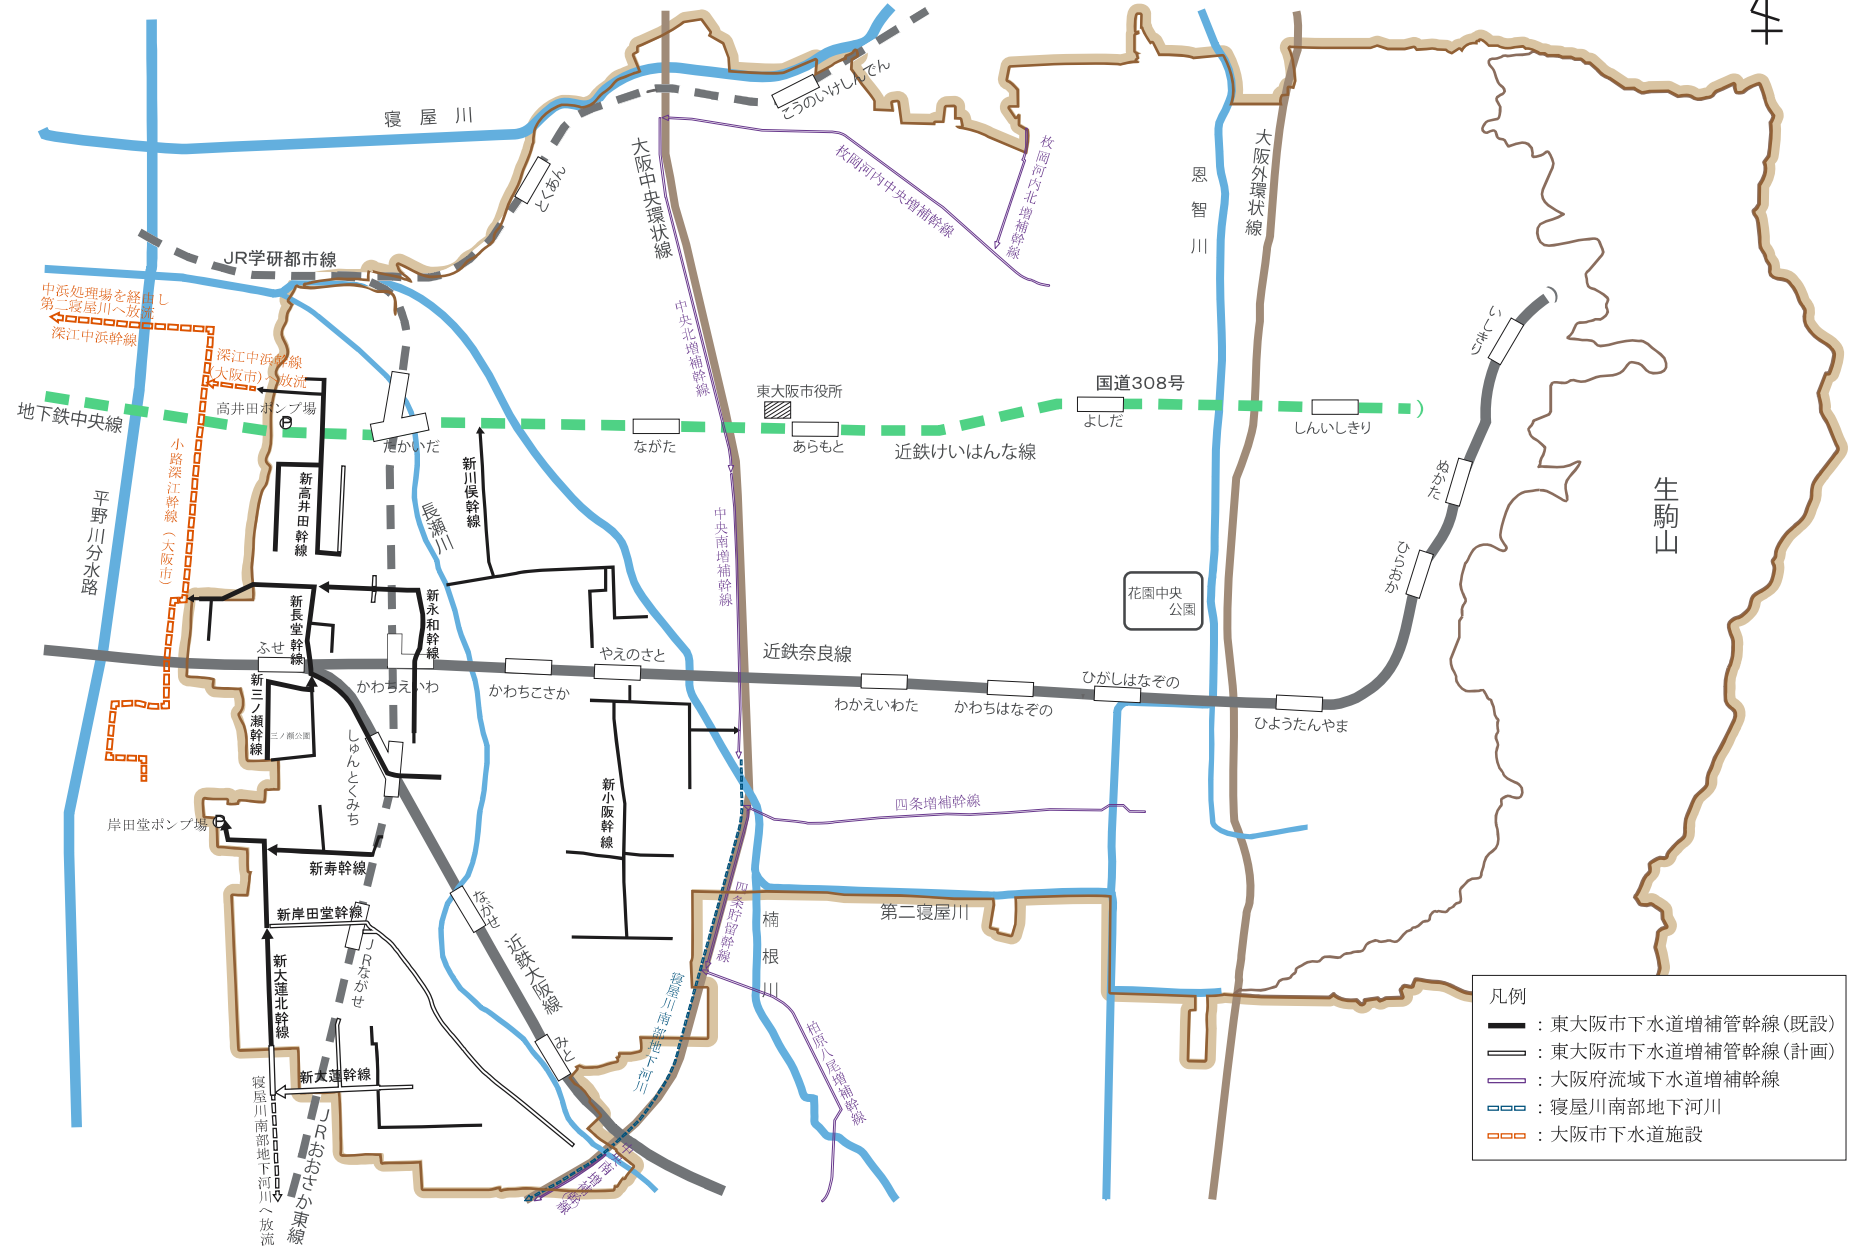 寝屋川
こうのいけしんでん
とくあん
大阪中央環状線
枚岡河内中央増補幹線
枚岡河内北増補幹線
恩智川
大阪外環状線
JR学研都市線
中浜処理場を経由し
第二寝屋川へ放流
深江中浜幹線
深江中浜幹線
(大阪市)へ放流
高井田ポンプ場
P
地下鉄中央線
小路深江幹線(大阪市)
平野川分水路
たかいだ
新高井田幹線
新川俣幹線
長瀬川
中央北増補幹線
中央南増補幹線
東大阪市役所
ながた
あらもと
近鉄けいはんな線
国道308号
よしだ
しんいしきり
いしきり
ぬかた
ひらおか
生駒山
花園中央
公園
新長堂幹線
新永和幹線
ふせ
かわちえいわ
かわちこさか
やえのさと
近鉄奈良線
わかえいわた
かわちはなぞの
ひがしはなぞの
ひょうたんやま
新三ノ瀬幹線
三ノ瀬公園
しゅんとくみち
岸田堂ポンプ場
P
新寿幹線
新小阪幹線
四条増補幹線
四条貯留幹線
新岸田堂幹線
JRながせ
ながせ
近鉄大阪線
第二寝屋川
楠根川
新大蓮北幹線
新大蓮幹線
みと
寝屋川南部地下河川
柏原八尾増補幹線
寝屋川南部地下河川へ放流
JRおおさか東線
凡例
:東大阪市下水道増補管幹線(既設)
:東大阪市下水道増補管幹線(計画)
:大阪府流域下水道増補幹線
:寝屋川南部地下河川
:大阪市下水道施設